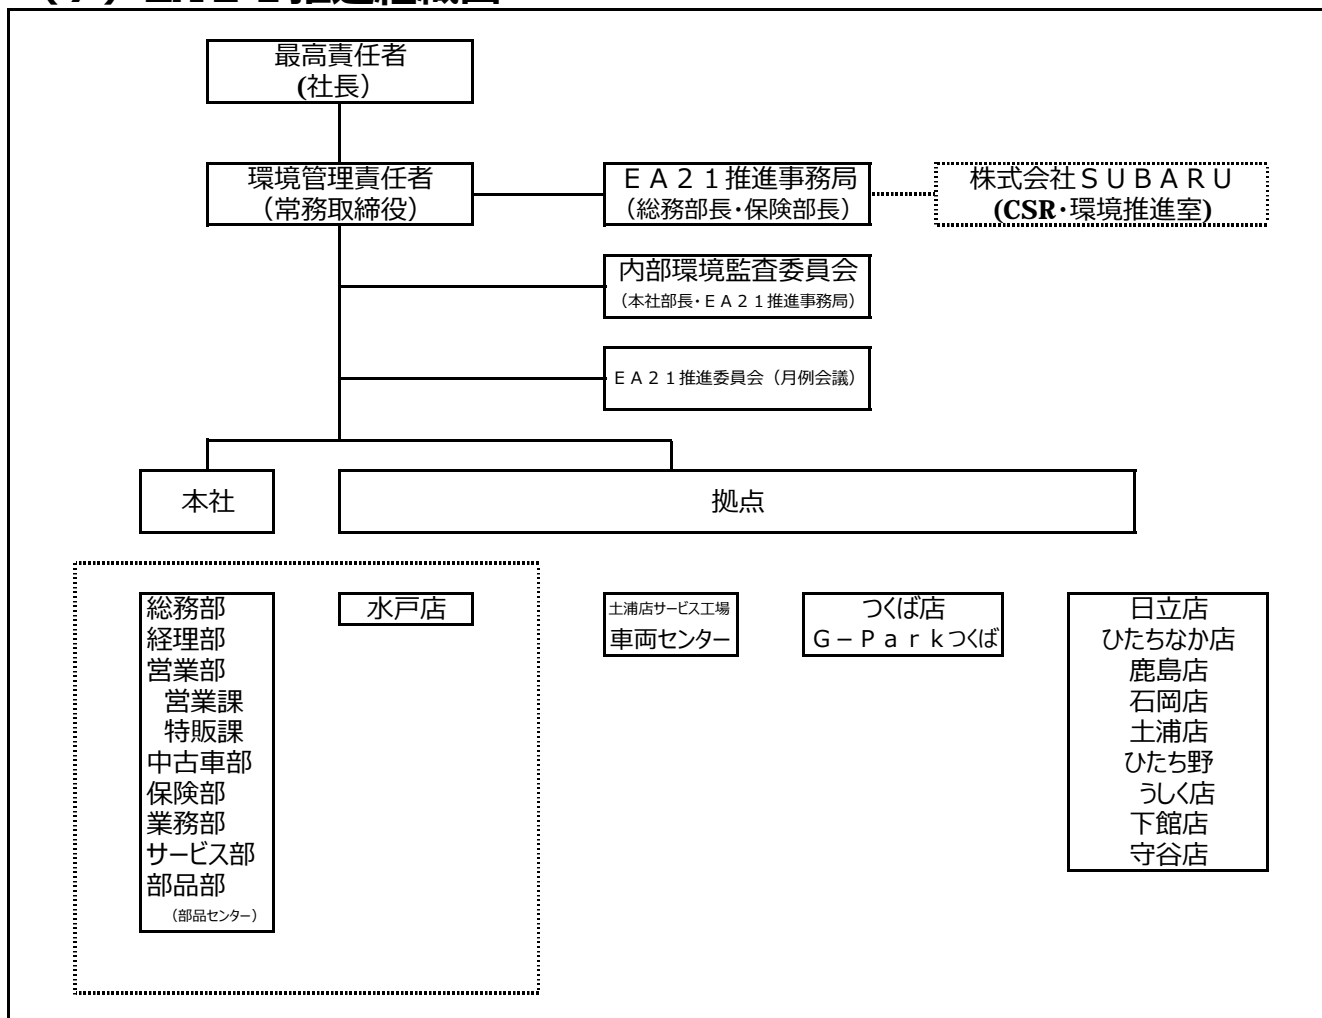 最高責任者
(社長）
環境管理責任者
（常務取締役）
ＥＡ２１推進事務局
（総務部長・保険部長）
株式会社ＳＵＢＡＲＵ
(CSR・環境推進室)
内部環境監査委員会
（本社部長・ＥＡ２１推進事務局）
ＥＡ２１推進委員会（月例会議）
本社
拠点
総務部
経理部
営業部
営業課
特販課
中古車部
保険部
業務部
サービス部
部品部
（部品センター）
水戸店
土浦店サービス工場
車両センター
つくば店
Ｇ－Ｐａｒｋつくば
日立店
ひたちなか店
鹿島店
石岡店
土浦店
ひたち野
うしく店
下館店
守谷店